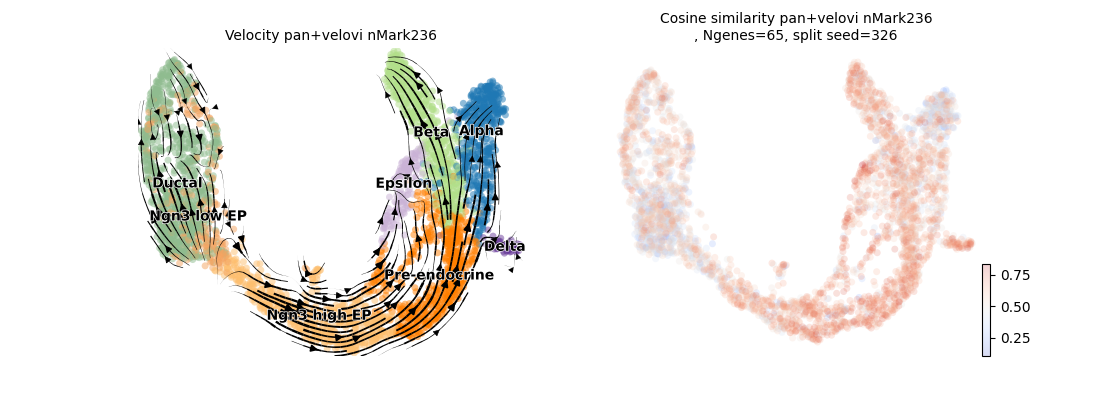 Velocity pan+velovi nMark236
Cosine similarity pan+velovi nMark236
, Ngenes=65, split seed=326
Beta
Alpha
Ductal
Epsilon
Ngn3 low EP
Delta
Pre-endocrine
Ngn3 high EP
0.75
0.50
0.25